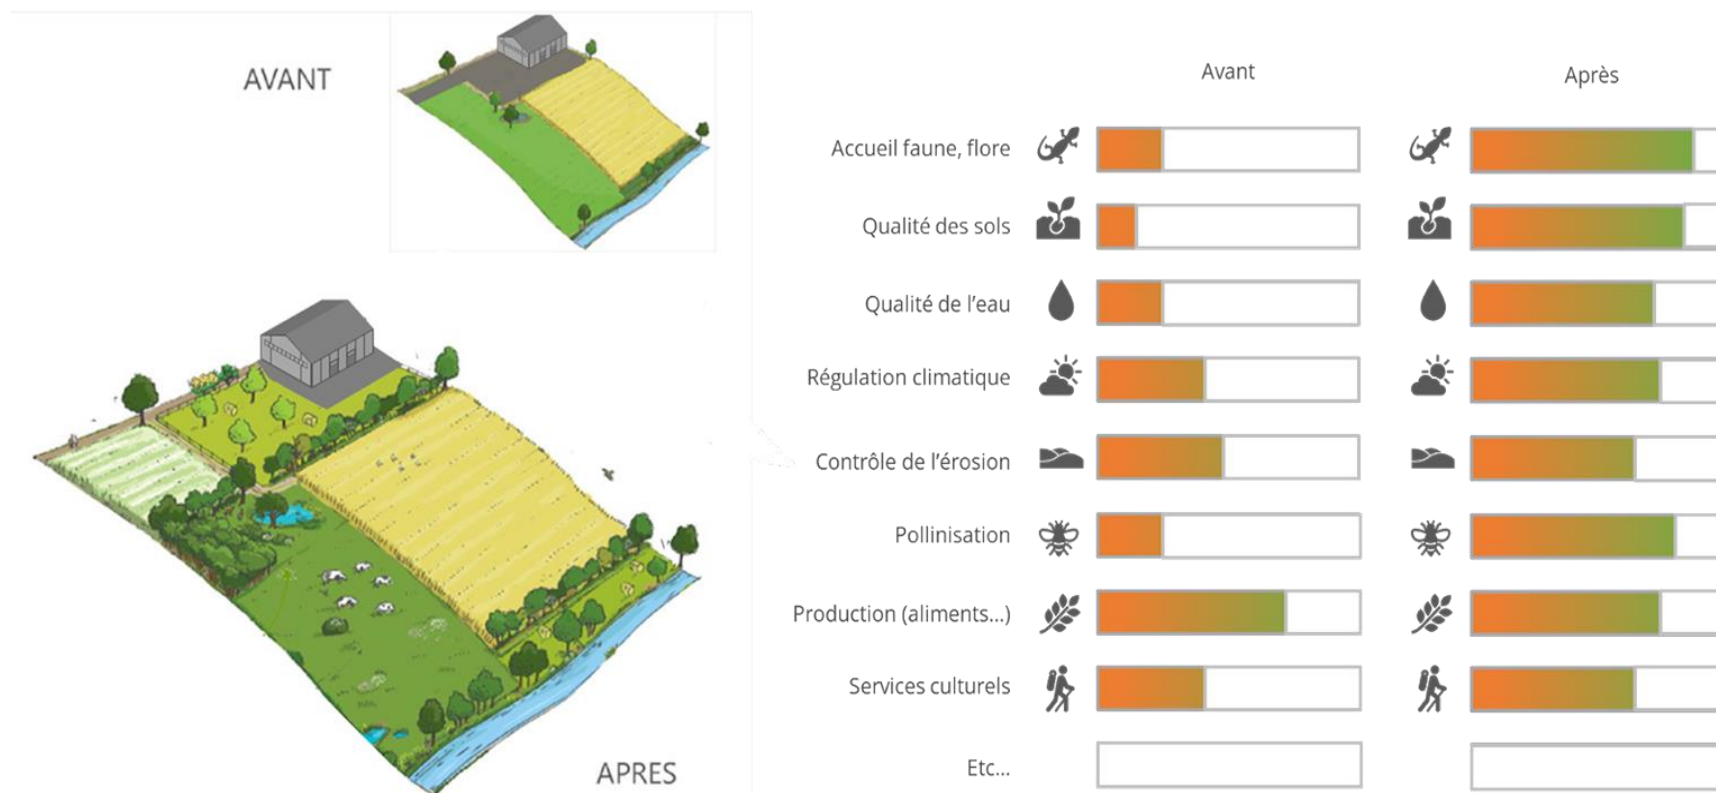 AVANT
APRES
Avant
Après
Accueil faune, flore
Qualité des sols
Qualité de l'eau
Régulation climatique
Contrôle de l'érosion
Pollinisation
Production (aliments...)
Services culturels
Etc...